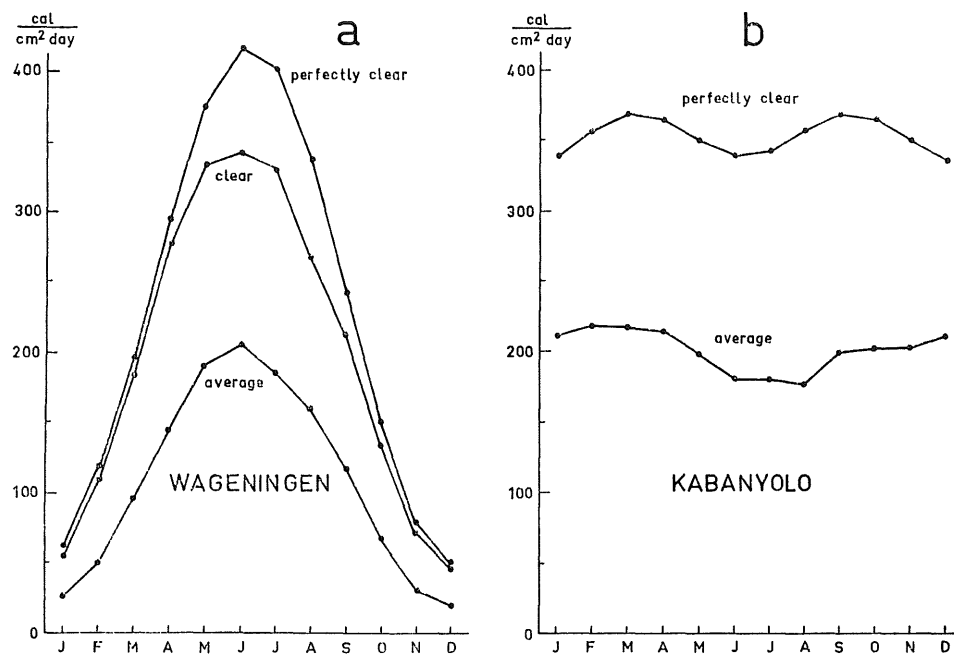 cal
cm² day
a
400
300
200
100
0
perfectly clear
clear
average
WAGENINGEN
J F M A M J J A S O N D
cal
cm² day
b
400
300
200
100
0
perfectlly clear
average
KABANYOLO
J F M A M J J A S O N D